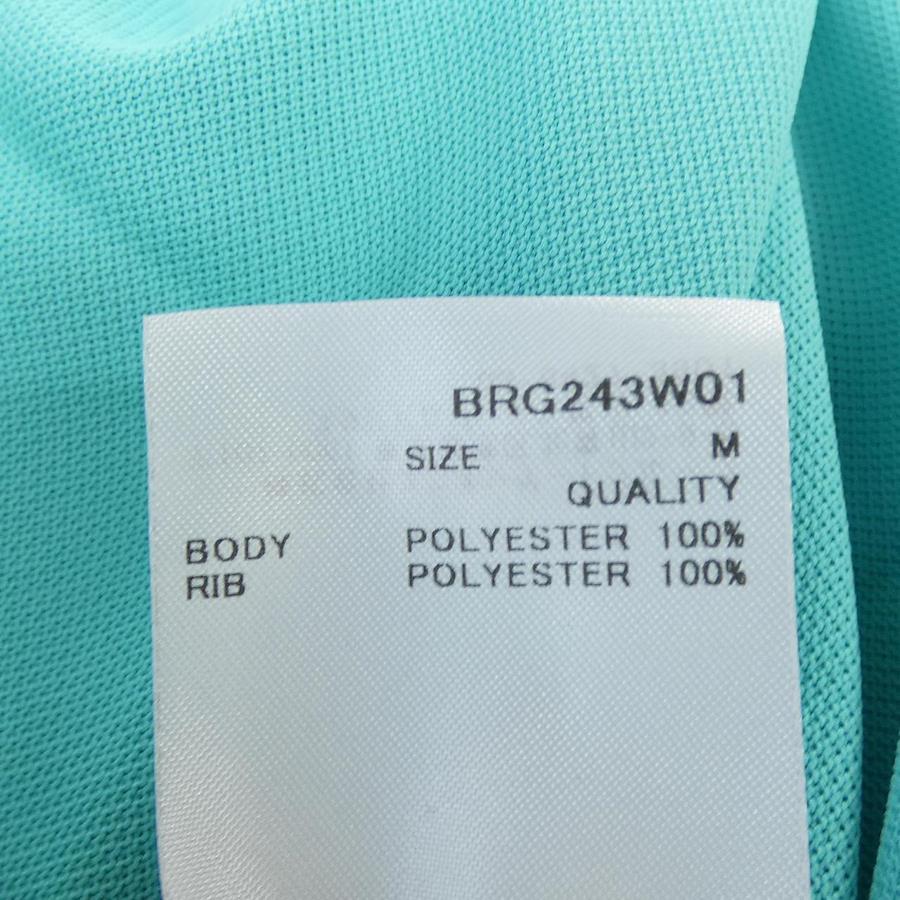 BRG243W01
SIZE M
QUALITY
BODY POLYESTER 100%
RIB POLYESTER 100%